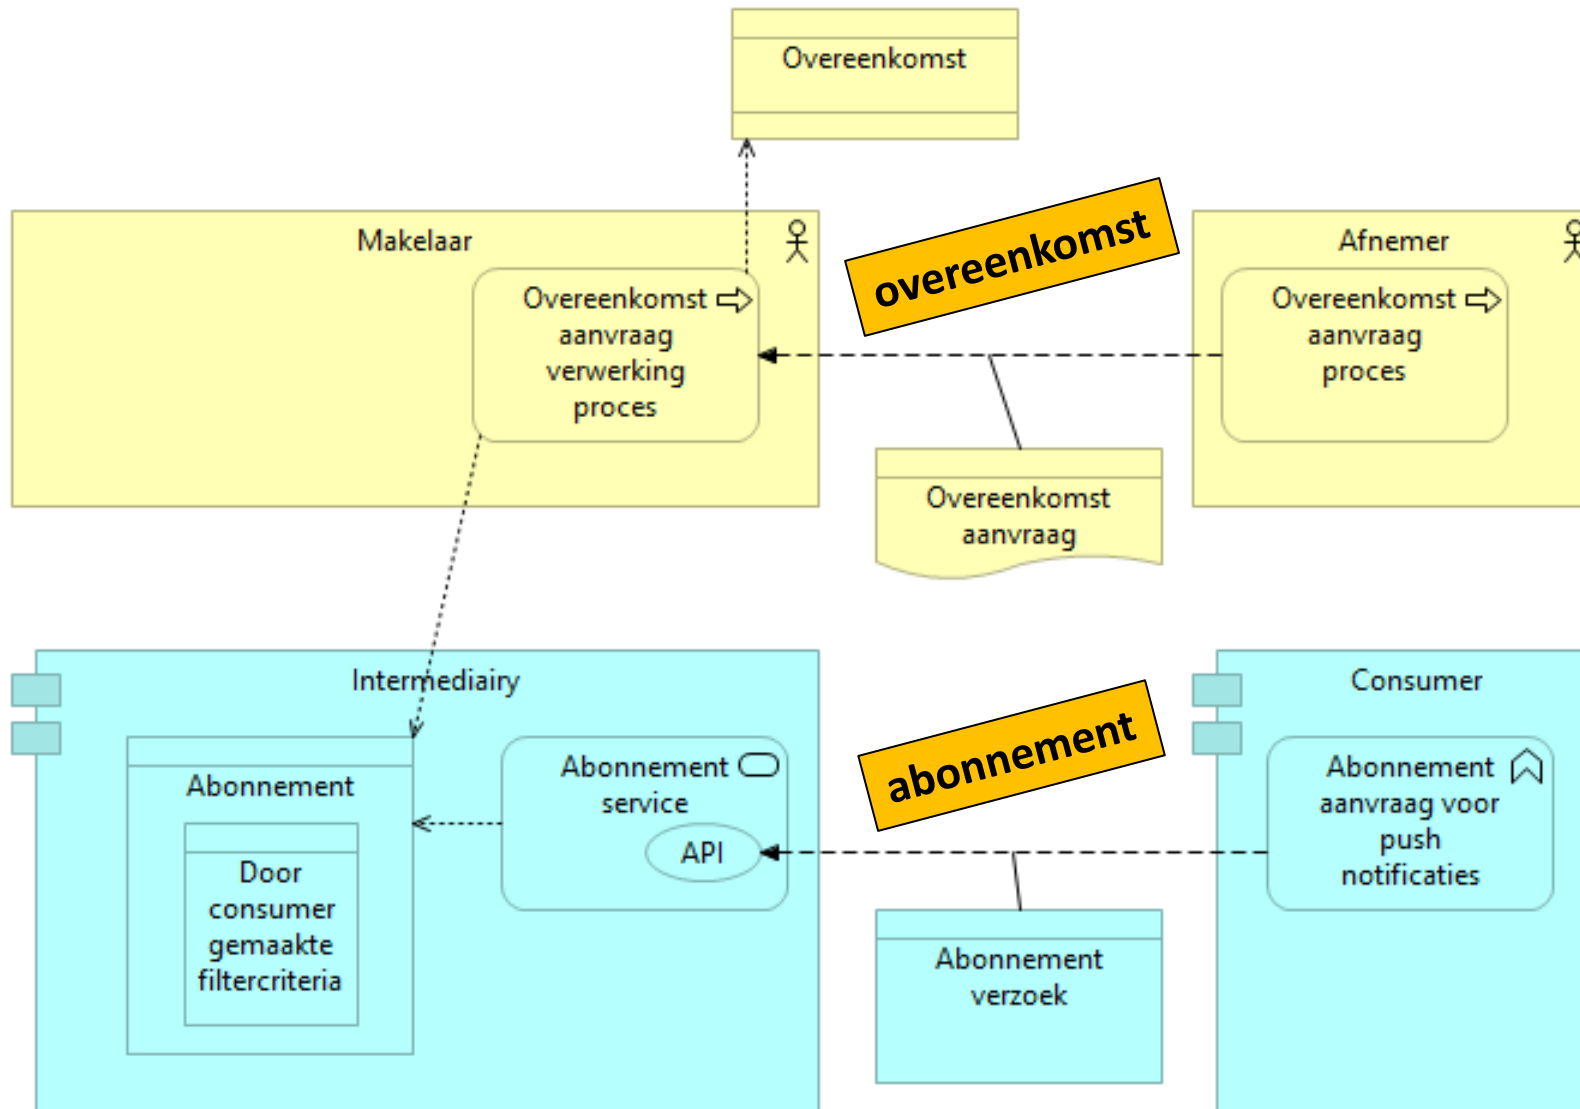 Overeenkomst
Makelaar
Overeenkomst
aanvraag
verwerking
proces
overeenkomst
Afnemer
Overeenkomst
aanvraag
proces
Overeenkomst
aanvraag
Intermediairy
Abonnement
Door
consumer
gemaakte
filtercriteria
Abonnement
service
API
abonnement
Abonnement
verzoek
Consumer
Abonnement
aanvraag voor
push
notificaties